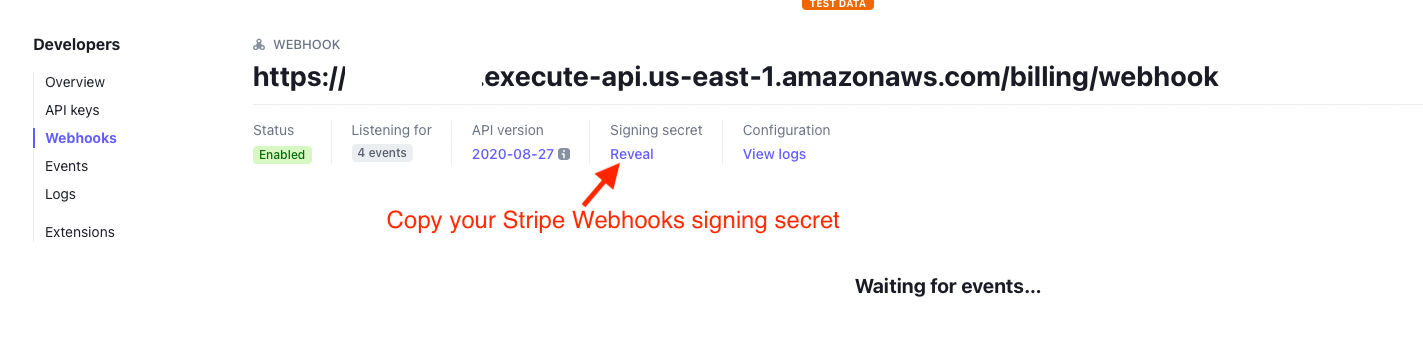 TEST DATA
Developers
Overview
API keys
Webhooks
Events
Logs
Extensions
WEBHOOK
https:// .execute-api.us-east-1.amazonaws.com/billing/webhook
Status
Enabled
Listening for
4 events
API version
2020-08-27
Signing secret
Reveal
Configuration
View logs
Copy your Stripe Webhooks signing secret
Waiting for events...